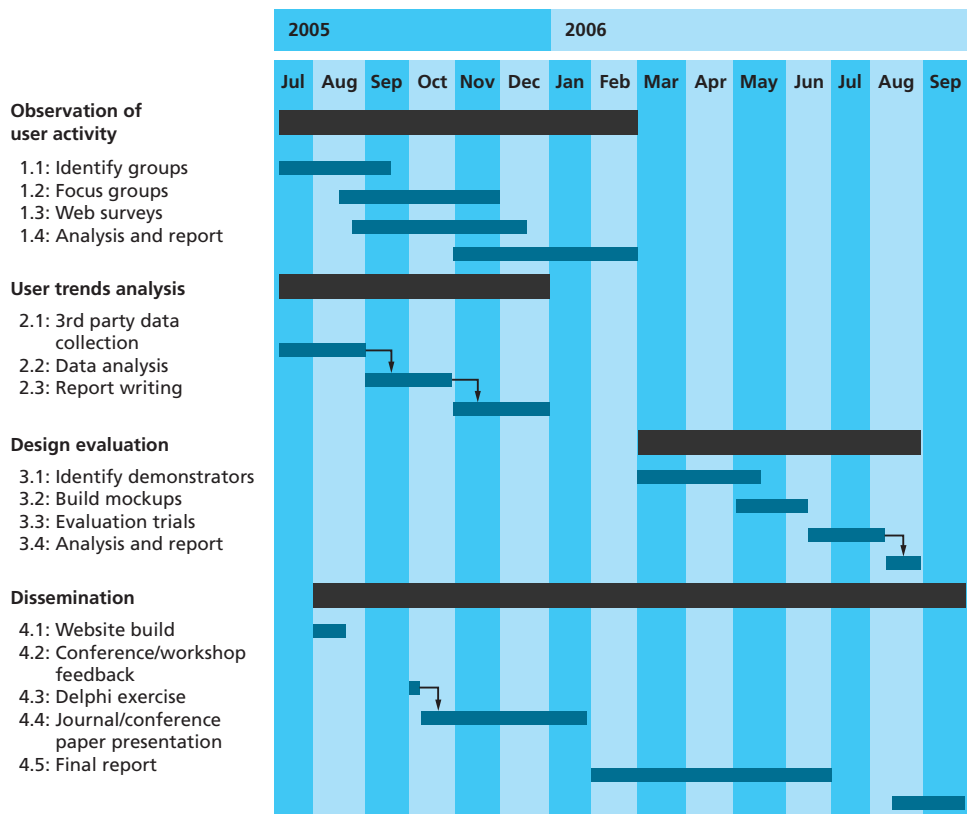 2005 2006
Jul Aug Sep Oct Nov Dec Jan Feb Mar Apr May Jun Jul Aug Sep
Observation of
user activity
1.1: Identify groups
1.2: Focus groups
1.3: Web surveys
1.4: Analysis and report
User trends analysis
2.1: 3rd party data
collection
2.2: Data analysis
2.3: Report writing
Design evaluation
3.1: Identify demonstrators
3.2: Build mockups
3.3: Evaluation trials
3.4: Analysis and report
Dissemination
4.1: Website build
4.2: Conference/workshop
feedback
4.3: Delphi exercise
4.4: Journal/conference
paper presentation
4.5: Final report